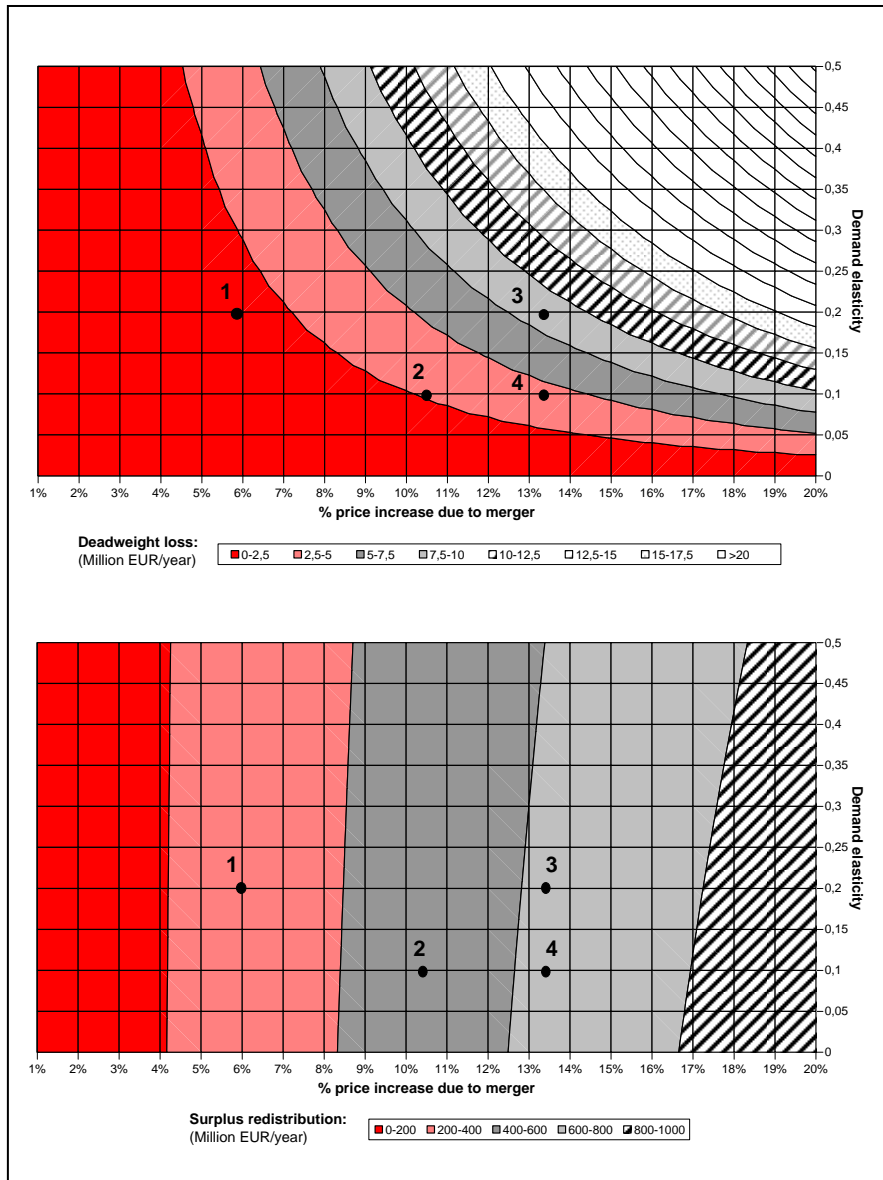 0,5
0,45
0,4
0,35
0,3
0,25
0,2
0,15
0,1
0,05
0
Demand elasticity
1
2
3
4
1% 2% 3% 4% 5% 6% 7% 8% 9% 10% 11% 12% 13% 14% 15% 16% 17% 18% 19% 20%
% price increase due to merger
Deadweight loss:
(Million EUR/year)
0-2,5 2,5-5 5-7,5 7,5-10 10-12,5 12,5-15 15-17,5 >20
0,5
0,45
0,4
0,35
0,3
0,25
0,2
0,15
0,1
0,05
0
Demand elasticity
1
2
3
4
1% 2% 3% 4% 5% 6% 7% 8% 9% 10% 11% 12% 13% 14% 15% 16% 17% 18% 19% 20%
% price increase due to merger
Surplus redistribution:
(Million EUR/year)
0-200 200-400 400-600 600-800 800-1000